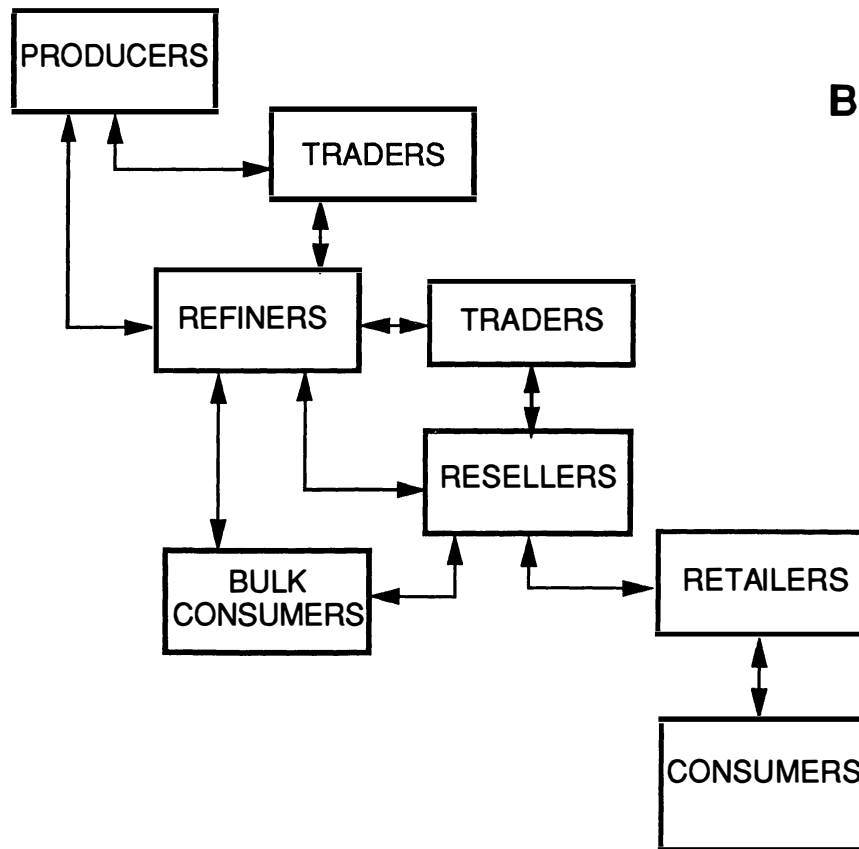 PRODUCERS
B
TRADERS
REFINERS
TRADERS
RESELLERS
BULK
CONSUMERS
RETAILERS
CONSUMERS